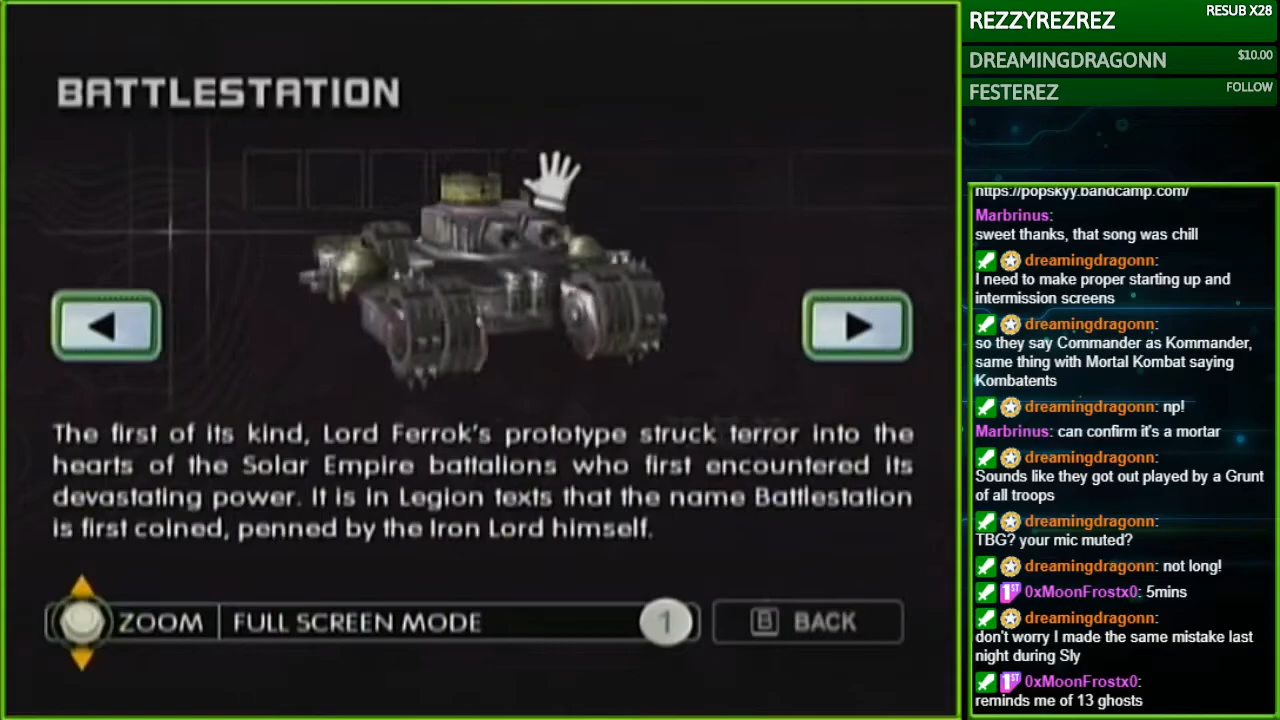 BATTLESTATION
The first of its kind, Lord Ferrok's prototype struck terror into the
hearts of the Solar Empire battalions who first encountered its
devastating power. It is in Legion texts that the name Battlestation
is first coined, penned by the Iron Lord himself.
ZOOM
FULL SCREEN MODE
1
B BACK
REZZYREZREZ RESUB X28
DREAMINGDRAGONN $10.00
FESTEREZ FOLLOW
https://popskyy.bandcamp.com/
Marbrinus:
sweet thanks, that song was chill
dreamingdragonn:
I need to make proper starting up and
intermission screens
dreamingdragonn:
so they say Commander as Kommander,
same thing with Mortal Kombat saying
Kombatents
dreamingdragonn: np!
Marbrinus: can confirm it's a mortar
dreamingdragonn:
Sounds like they got out played by a Grunt
of all troops
dreamingdragonn:
TBG? your mic muted?
dreamingdragonn: not long!
1ST 0xMoonFrostx0: 5mins
dreamingdragonn:
don't worry I made the same mistake last
night during Sly
1ST 0xMoonFrostx0:
reminds me of 13 ghosts